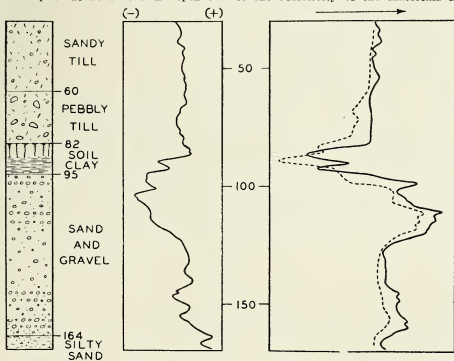 (-) (+)
SANDY
TILL
50
60
PEBBLY
TILL
82
SOIL
CLAY
95
100
SAND
AND
GRAVEL
150
164
SILTY
SAND